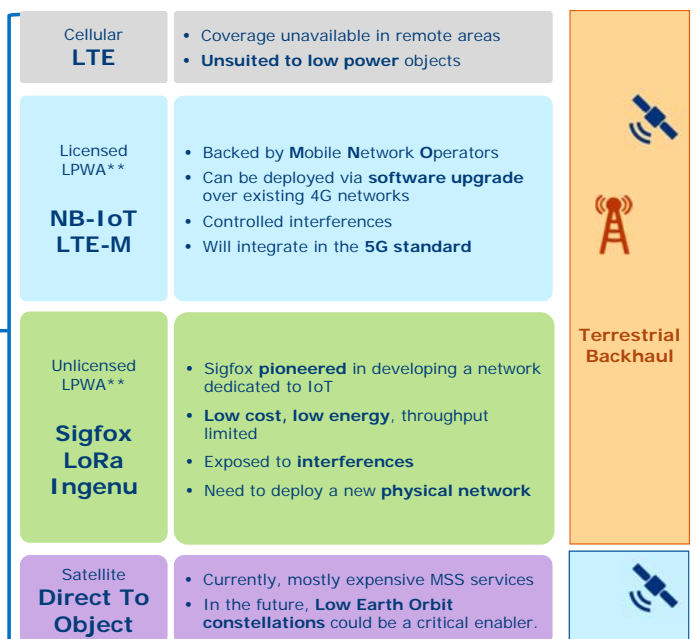 Cellular
LTE
• Coverage unavailable in remote areas
• Unsuited to low power objects
Licensed
LPWA**
NB-IoT
LTE-M
• Backed by Mobile Network Operators
• Can be deployed via software upgrade
over existing 4G networks
• Controlled interferences
• Will integrate in the 5G standard
Unlicensed
LPWA**
Sigfox
LoRa
Ingenu
• Sigfox pioneered in developing a network
dedicated to IoT
• Low cost, low energy, throughput
limited
• Exposed to interferences
• Need to deploy a new physical network
Terrestrial
Backhaul
Satellite
Direct To
Object
• Currently, mostly expensive MSS services
• In the future, Low Earth Orbit
constellations could be a critical enabler.